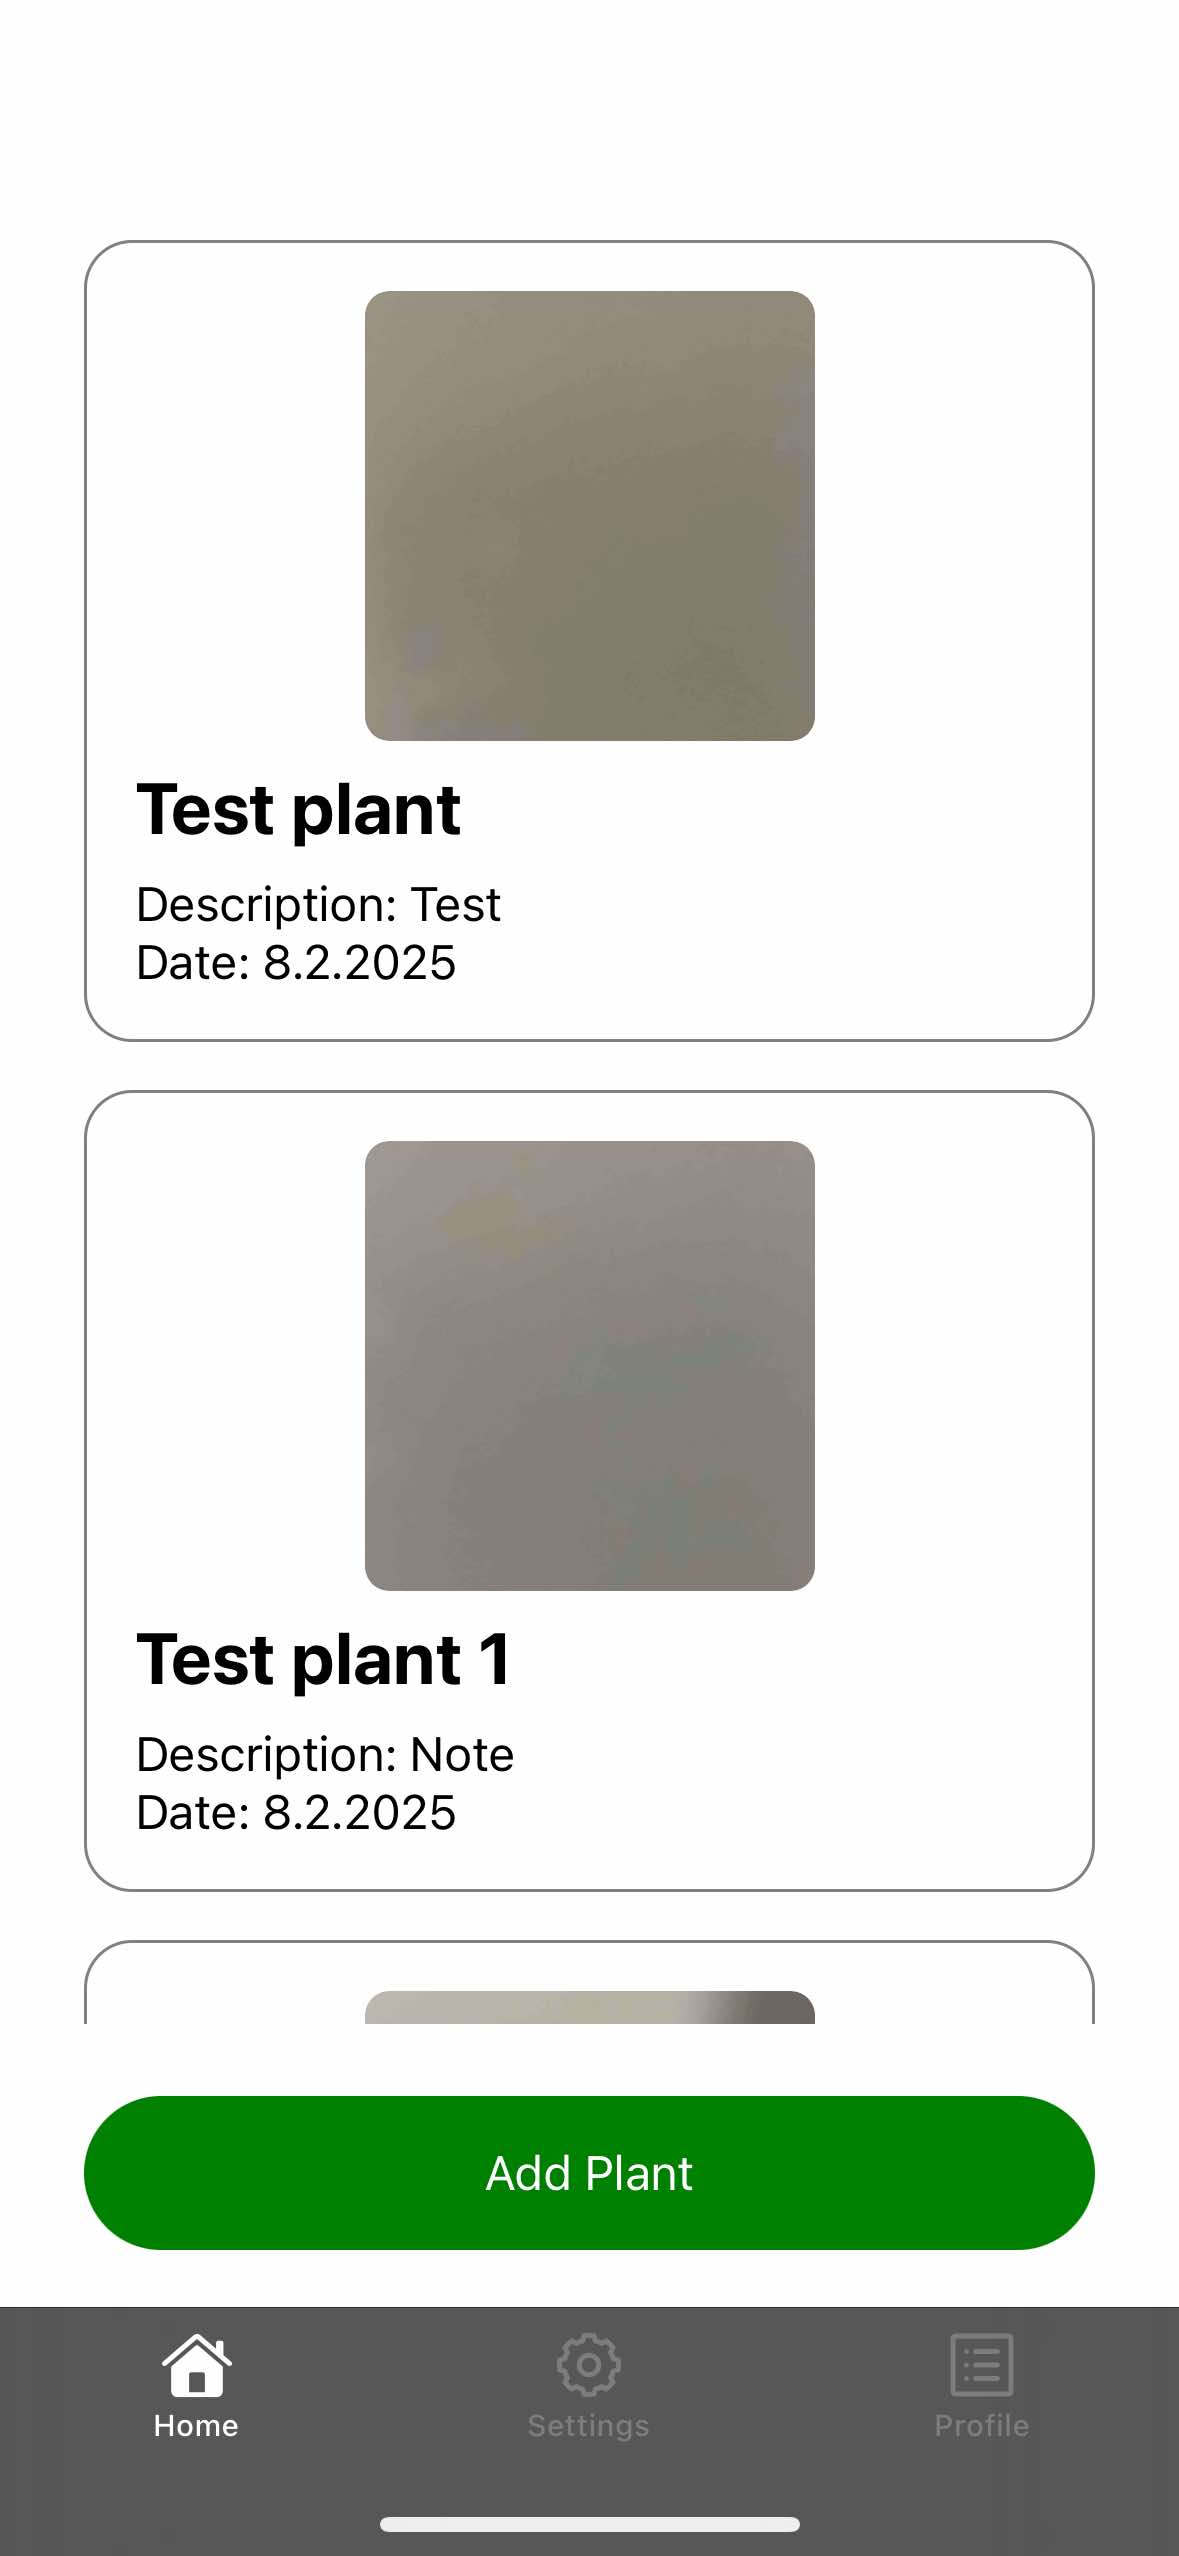 Test plant
Description: Test
Date: 8.2.2025
Test plant 1
Description: Note
Date: 8.2.2025
Add Plant
Home
Settings
Profile